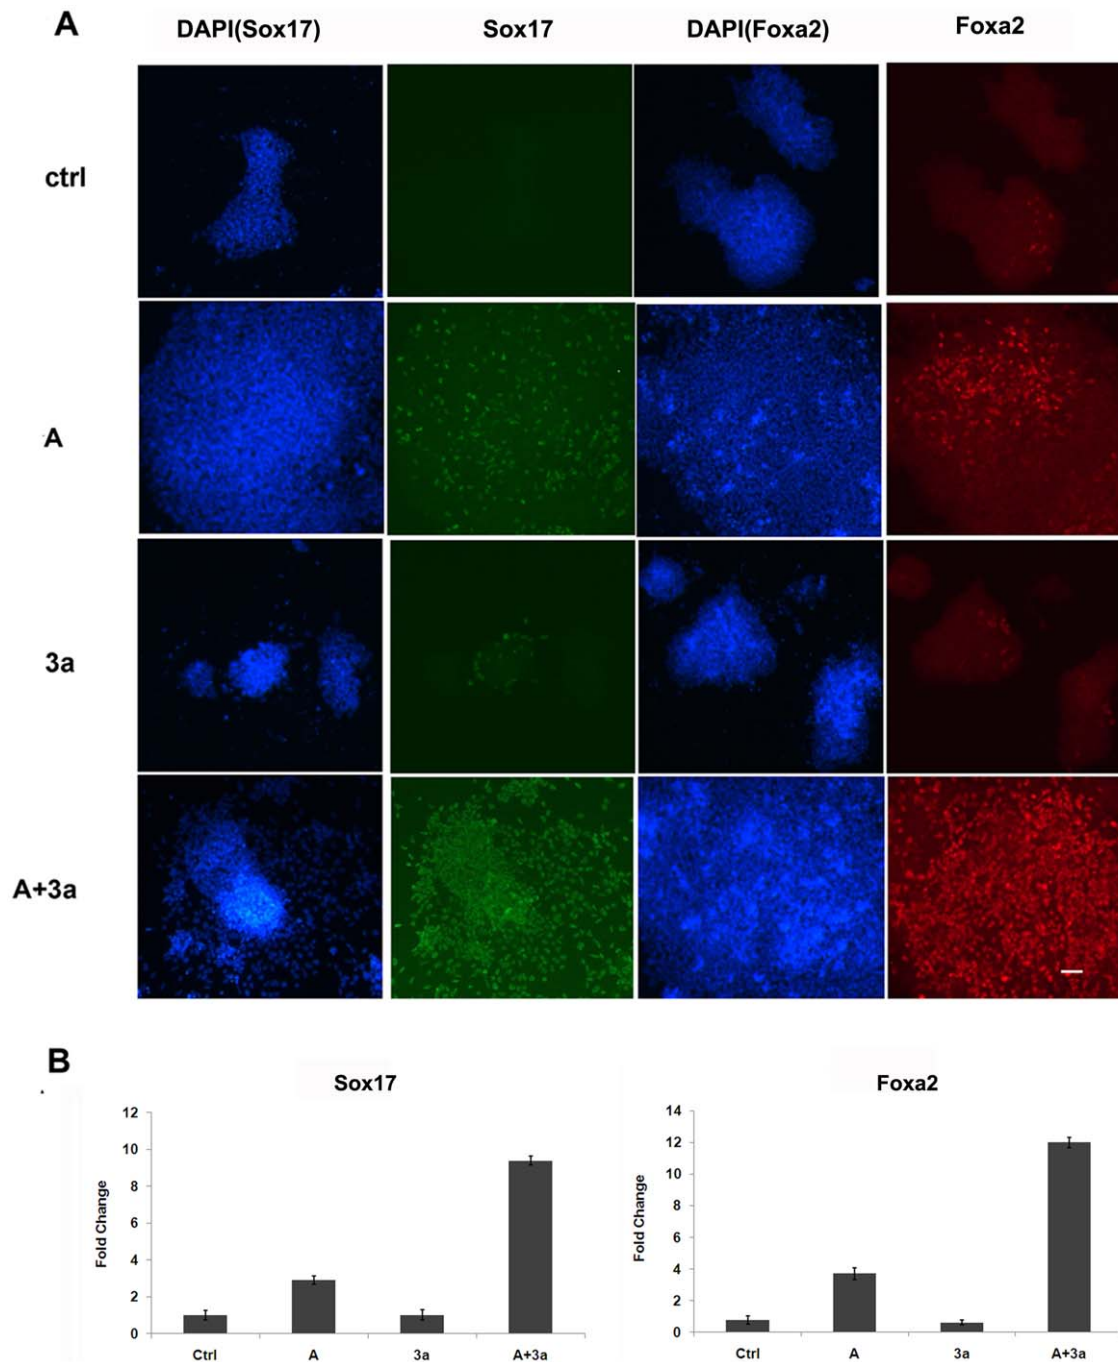 A
DAPI(Sox17) Sox17 DAPI(Foxa2) Foxa2
ctrl
A
3a
A+3a
B
Sox17
12
10
8
6
4
2
0
Fold Change
Ctrl A 3a A+3a
Foxa2
14
12
10
8
6
4
2
0
Fold Change
Ctrl A 3a A+3a